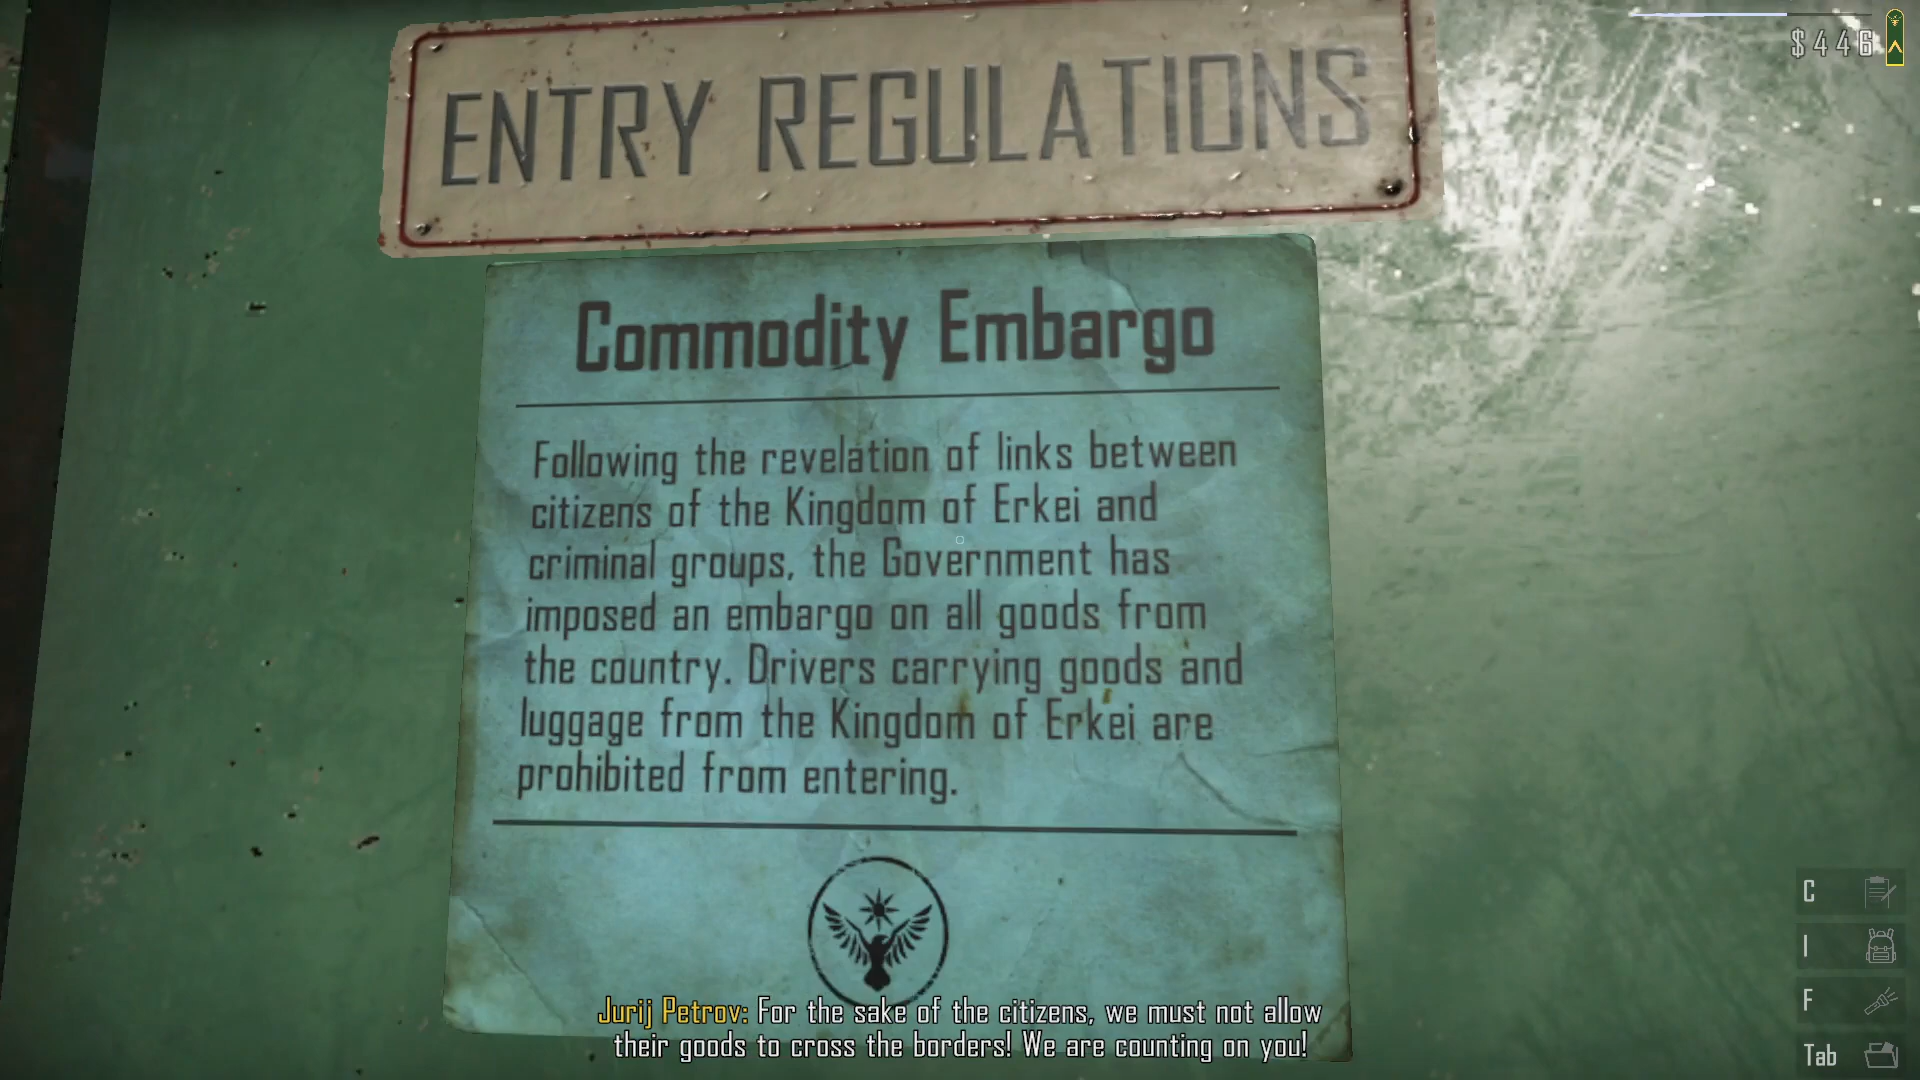 $446
ENTRY REGULATIONS
Commodity Embargo
Following the revelation of links between
citizens of the Kingdom of Erkei and
criminal groups, the Government has
imposed an embargo on all goods from
the country. Drivers carrying goods and
luggage from the Kingdom of Erkei are
prohibited from entering.
Jurij Petrov: For the sake of the citizens, we must not allow
their goods to cross the borders! We are counting on you!
C
I
F
Tab